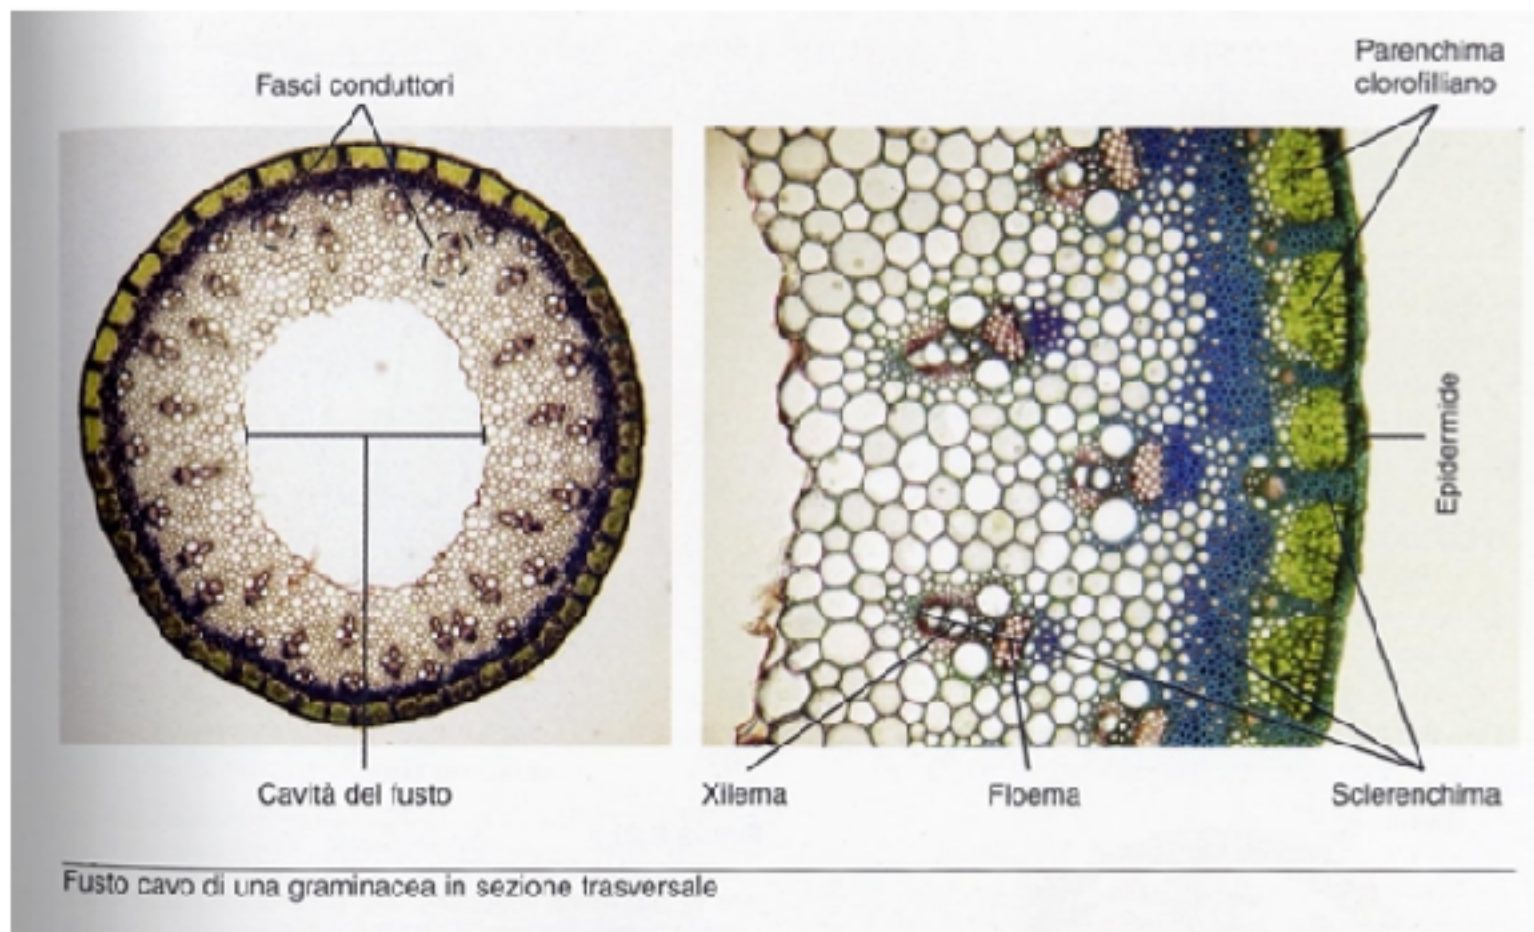 Fasci conduttori
Parenchima
clorofilliano
Epidermide
Cavità del fusto
Xilema
Floema
Sclerenchima
Fusto cavo di una graminacea in sezione trasversale